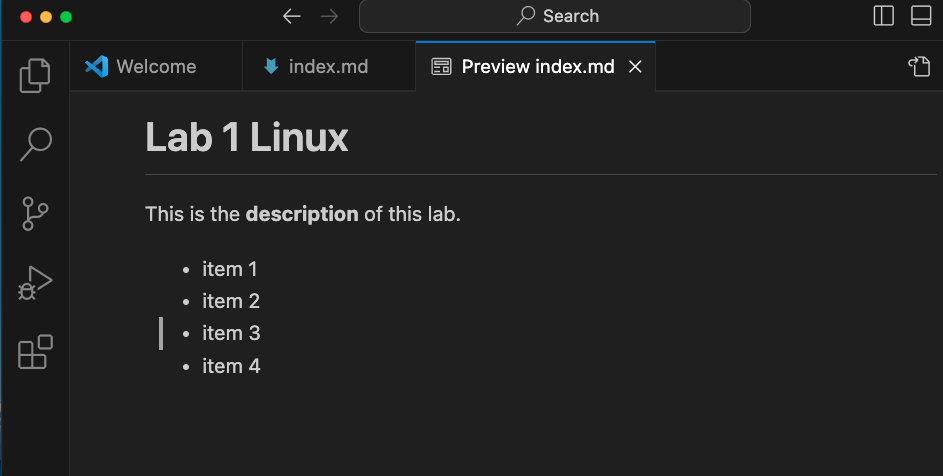 Search
Welcome
index.md
Preview index.md
Lab 1 Linux
This is the description of this lab.
item 1
item 2
item 3
item 4